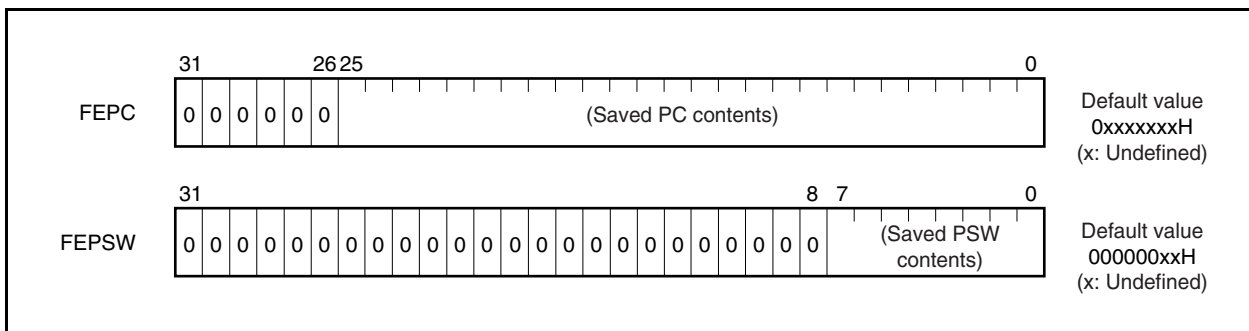 31 26 25 0
FEPC 0 0 0 0 0 0 (Saved PC contents) Default value
0xxxxxxxH
(x: Undefined)
31 8 7 0
FEPSW 0 0 0 0 0 0 0 0 0 0 0 0 0 0 0 0 0 0 0 0 0 0 0 0 (Saved PSW
contents) Default value
000000xxH
(x: Undefined)